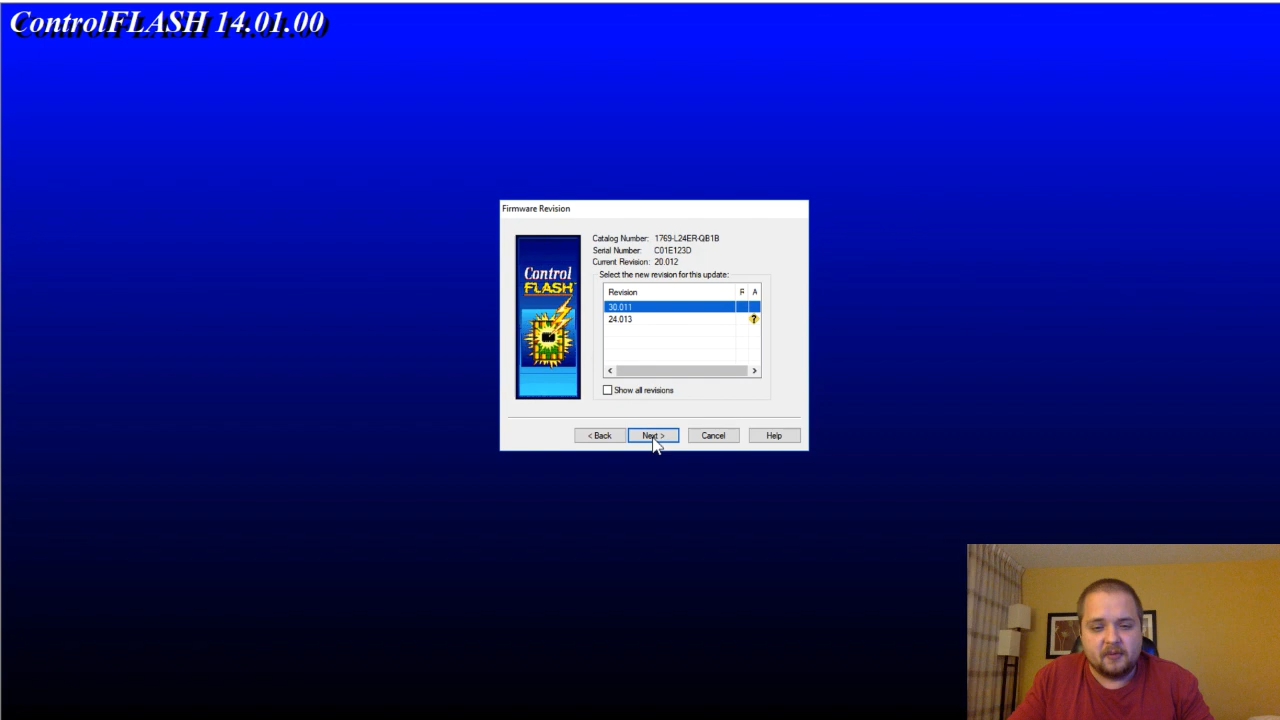 ControlFLASH 14.01.00
Firmware Revision
Control
FLASH
Catalog Number: 1769-L24ER-QB1B
Serial Number: C01E123D
Current Revision: 20.012
Select the new revision for this update:
Revision R A
30.011
24.013 ?
Show all revisions
< Back Next > Cancel Help